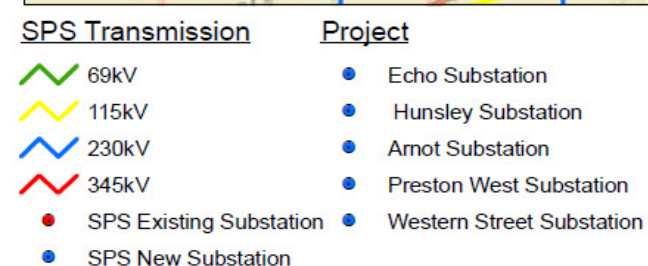 SPS Transmission
69kV
115kV
230kV
345kV
SPS Existing Substation
SPS New Substation
Project
Echo Substation
Hunsley Substation
Arnot Substation
Preston West Substation
Western Street Substation